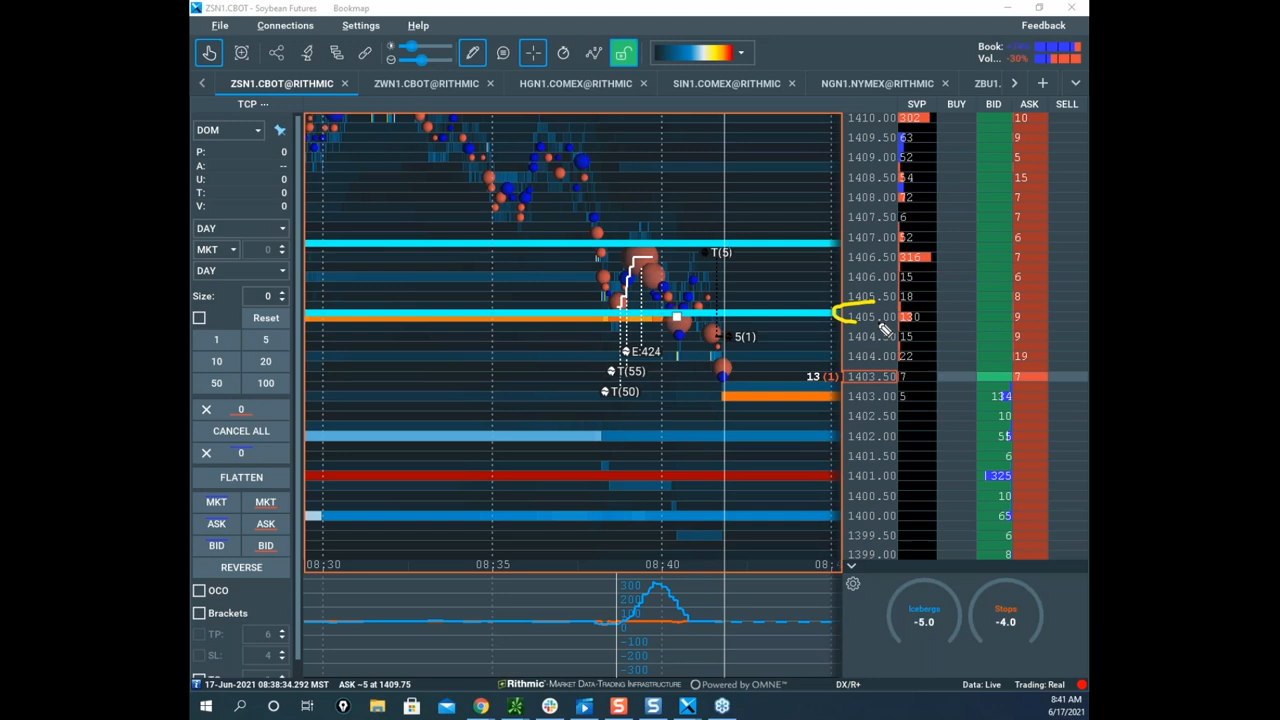 ZSN1.CBOT - Soybean Futures Bookmap
File Connections Settings Help Feedback
Book:
Vol... -30%
ZSN1.CBOT@RITHMIC ZWN1.CBOT@RITHMIC HGN1.COMEX@RITHMIC SIN1.COMEX@RITHMIC NGN1.NYMEX@RITHMIC ZBU1.
TCP ... SVP BUY BID ASK SELL
DOM
P: 0
A: --
U: 0
T: 0
V: 0
DAY
MKT 0
DAY
Size: 0
Reset
1 5
10 20
50 100
0
CANCEL ALL
0
FLATTEN
MKT MKT
ASK ASK
BID BID
REVERSE
OCO
Brackets
TP: 6
SL: 4
T(5)
5(1)
E:424
T(55)
T(50)
13 (1)
1410.00 302 10
1409.50 63 9
1409.00 52 5
1408.50 54 15
1408.00 72 7
1407.50 6 7
1407.00 52 6
1406.50 316 7
1406.00 15 6
1405.50 18 8
1405.00 130 9
1404.50 15 9
1404.00 22 19
1403.50 7 7
1403.00 5 134
1402.50 10
1402.00 55
1401.50 6
1401.00 325
1400.50 10
1400.00 65
1399.50 6
1399.00 8
08:30 08:35 08:40 08:4
300
200
100
0
-100
-200
-300
Icebergs
-5.0
Stops
-4.0
17-Jun-2021 08:38:34.292 MST ASK ~5 at 1409.75 Rithmic - MARKET DATA-TRADING INFRASTRUCTURE Powered by OMNE™ DX/R+ Data: Live Trading: Real
8:41 AM
6/17/2021